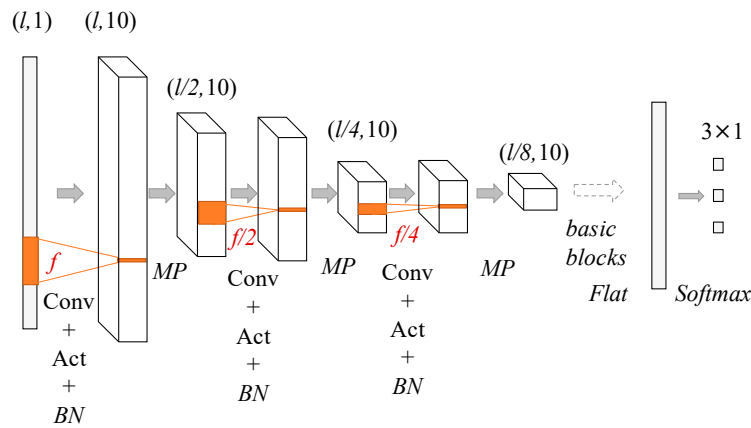 (l,1)
(l,10)
(l/2,10)
(l/4,10)
(l/8,10)
3×1
f
f/2
f/4
MP
MP
MP
Conv
+
Act
+
BN
Conv
+
Act
+
BN
Conv
+
Act
+
BN
basic
blocks
Flat
Softmax